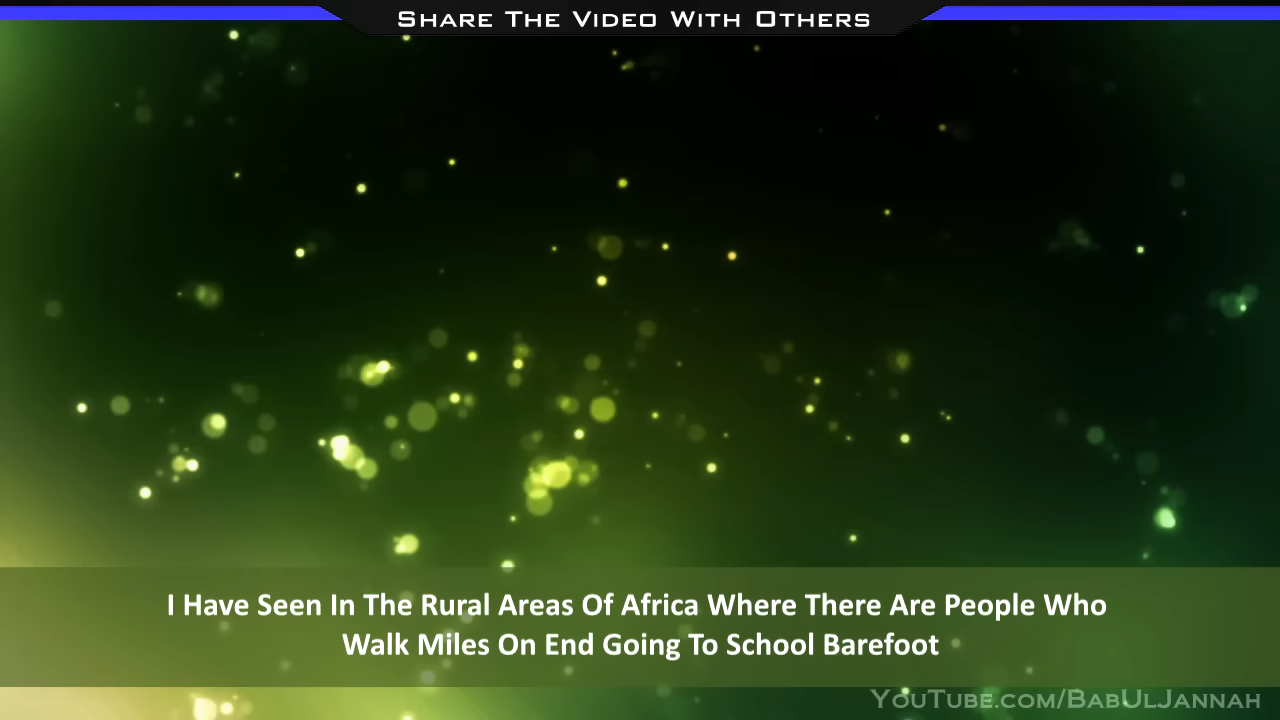 Share The Video With Others
I Have Seen In The Rural Areas Of Africa Where There Are People Who
Walk Miles On End Going To School Barefoot
YouTube.com/BabUlJannah